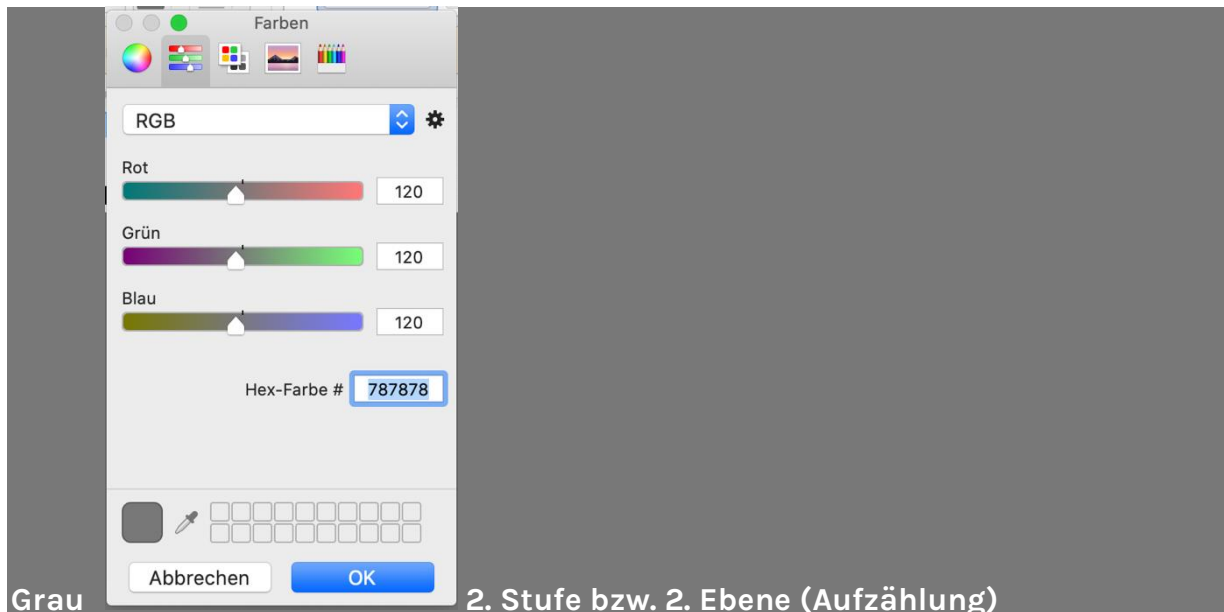 Farben
RGB
Rot
120
Grün
120
Blau
120
Hex-Farbe # 787878
Abbrechen OK
Grau 2. Stufe bzw. 2. Ebene (Aufzählung)